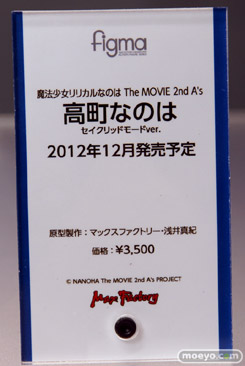 figma
魔法少女リリカルなのは The MOVIE 2nd A's
高町なのは
セイクリッドモードver.
2012年12月発売予定
原型製作：マックスファクトリー・浅井真紀
価格：¥3,500
© NANOHA The MOVIE 2nd A's PROJECT
Max Factory
moeyo.com